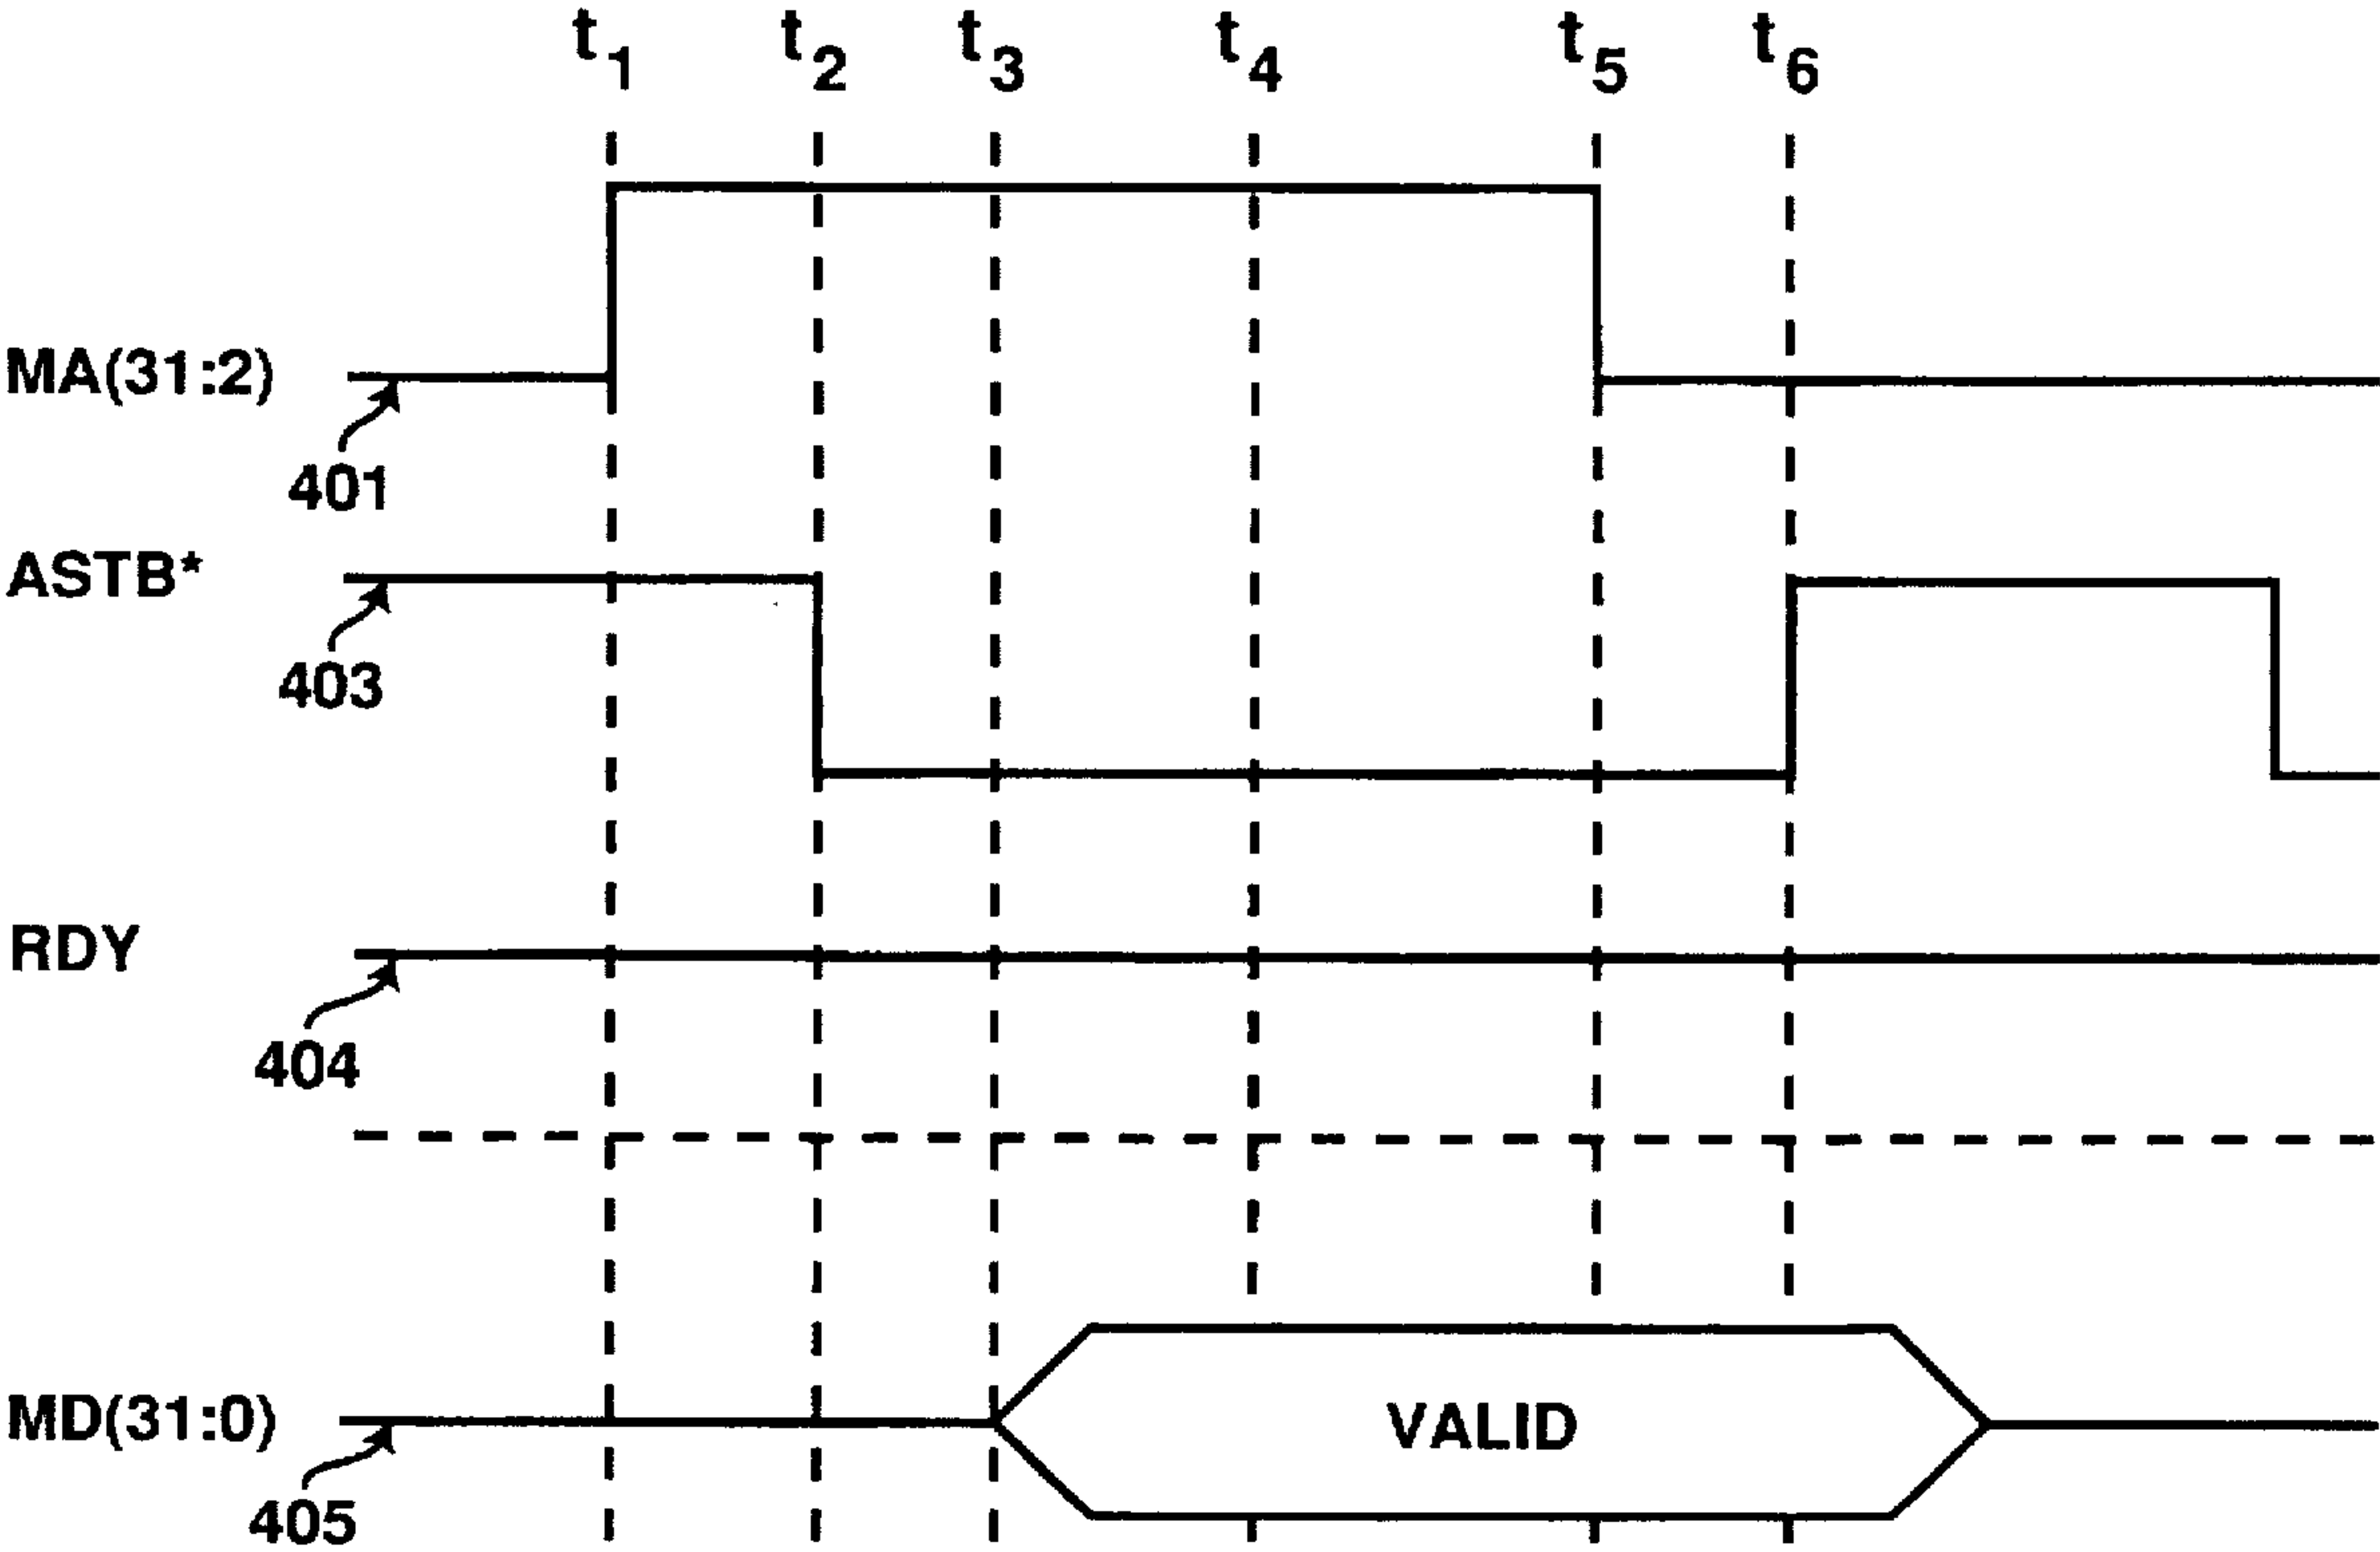 t1 t2 t3 t4 t5 t6
MA(31:2)
401
ASTB*
403
RDY
404
MD(31:0)
VALID
405